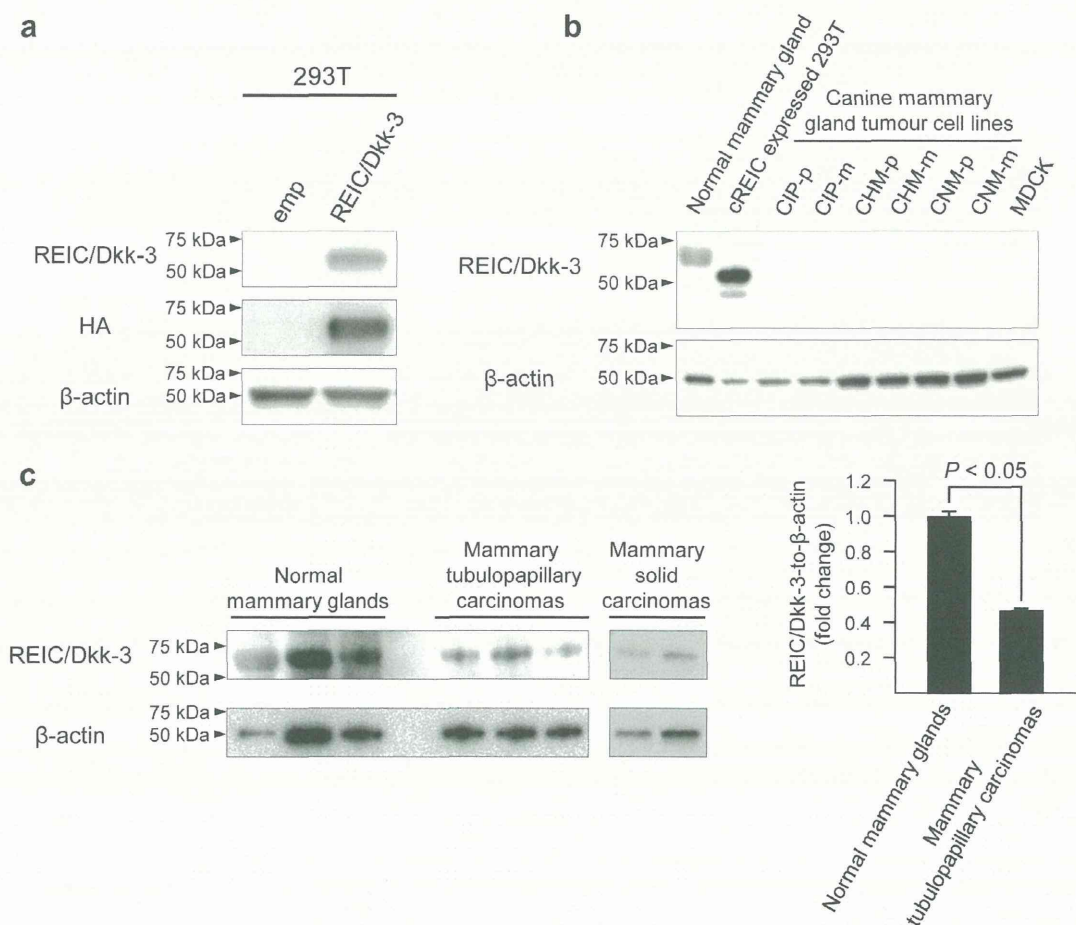 a
293T
emp
REIC/Dkk-3
REIC/Dkk-3
75 kDa
50 kDa
HA
75 kDa
50 kDa
β-actin
75 kDa
50 kDa
b
Normal mammary gland
cREIC expressed 293T
Canine mammary
gland tumour cell lines
CIP-p
CIP-m
CHM-p
CHM-m
CNM-p
CNM-m
MDCK
REIC/Dkk-3
75 kDa
50 kDa
β-actin
75 kDa
50 kDa
c
Normal
mammary glands
Mammary
tubulopapillary
carcinomas
Mammary
solid
carcinomas
REIC/Dkk-3
75 kDa
50 kDa
β-actin
75 kDa
50 kDa
REIC/Dkk-3-to-β-actin
(fold change)
P < 0.05
1.2
1.0
0.8
0.6
0.4
0.2
Normal mammary glands
Mammary
tubulopapillary carcinomas